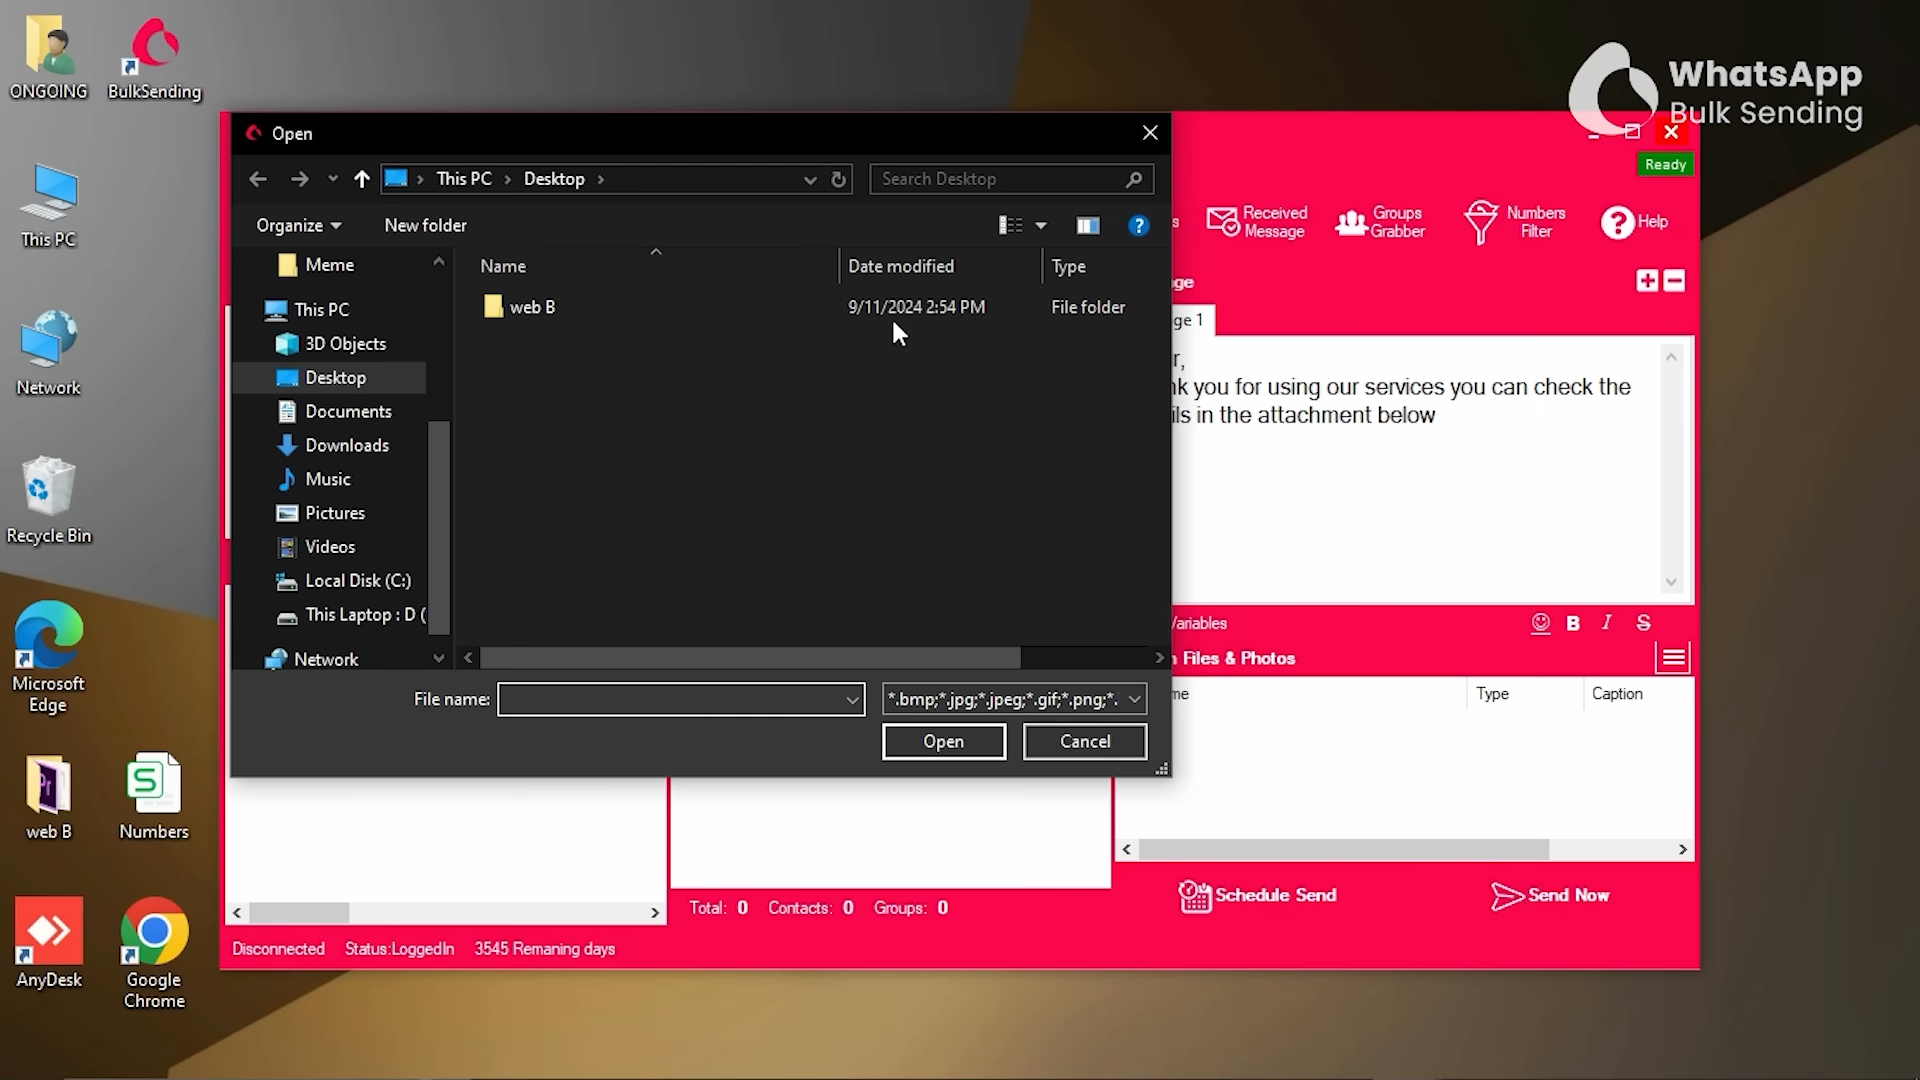 ONGOING
BulkSending
This PC
Network
Recycle Bin
Microsoft
Edge
web B
Numbers
AnyDesk
Google
Chrome
WhatsApp
Bulk Sending
Open
This PC
Desktop
Search Desktop
Organize
New folder
Name
Date modified
Type
Meme
This PC
3D Objects
Desktop
Documents
Downloads
Music
Pictures
Videos
Local Disk (C:)
This Laptop : D (
Network
web B
9/11/2024 2:54 PM
File folder
File name:
*.bmp;*.jpg;*.jpeg;*.gif;*.png;*.
Open
Cancel
Ready
s
Received
Message
Groups
Grabber
Numbers
Filter
Help
ge
ge 1
r,
nk you for using our services you can check the
ils in the attachment below
Variables
B
I
S
n Files & Photos
me
Type
Caption
Schedule Send
Send Now
Total: 0
Contacts: 0
Groups: 0
Disconnected
Status:LoggedIn
3545 Remaning days